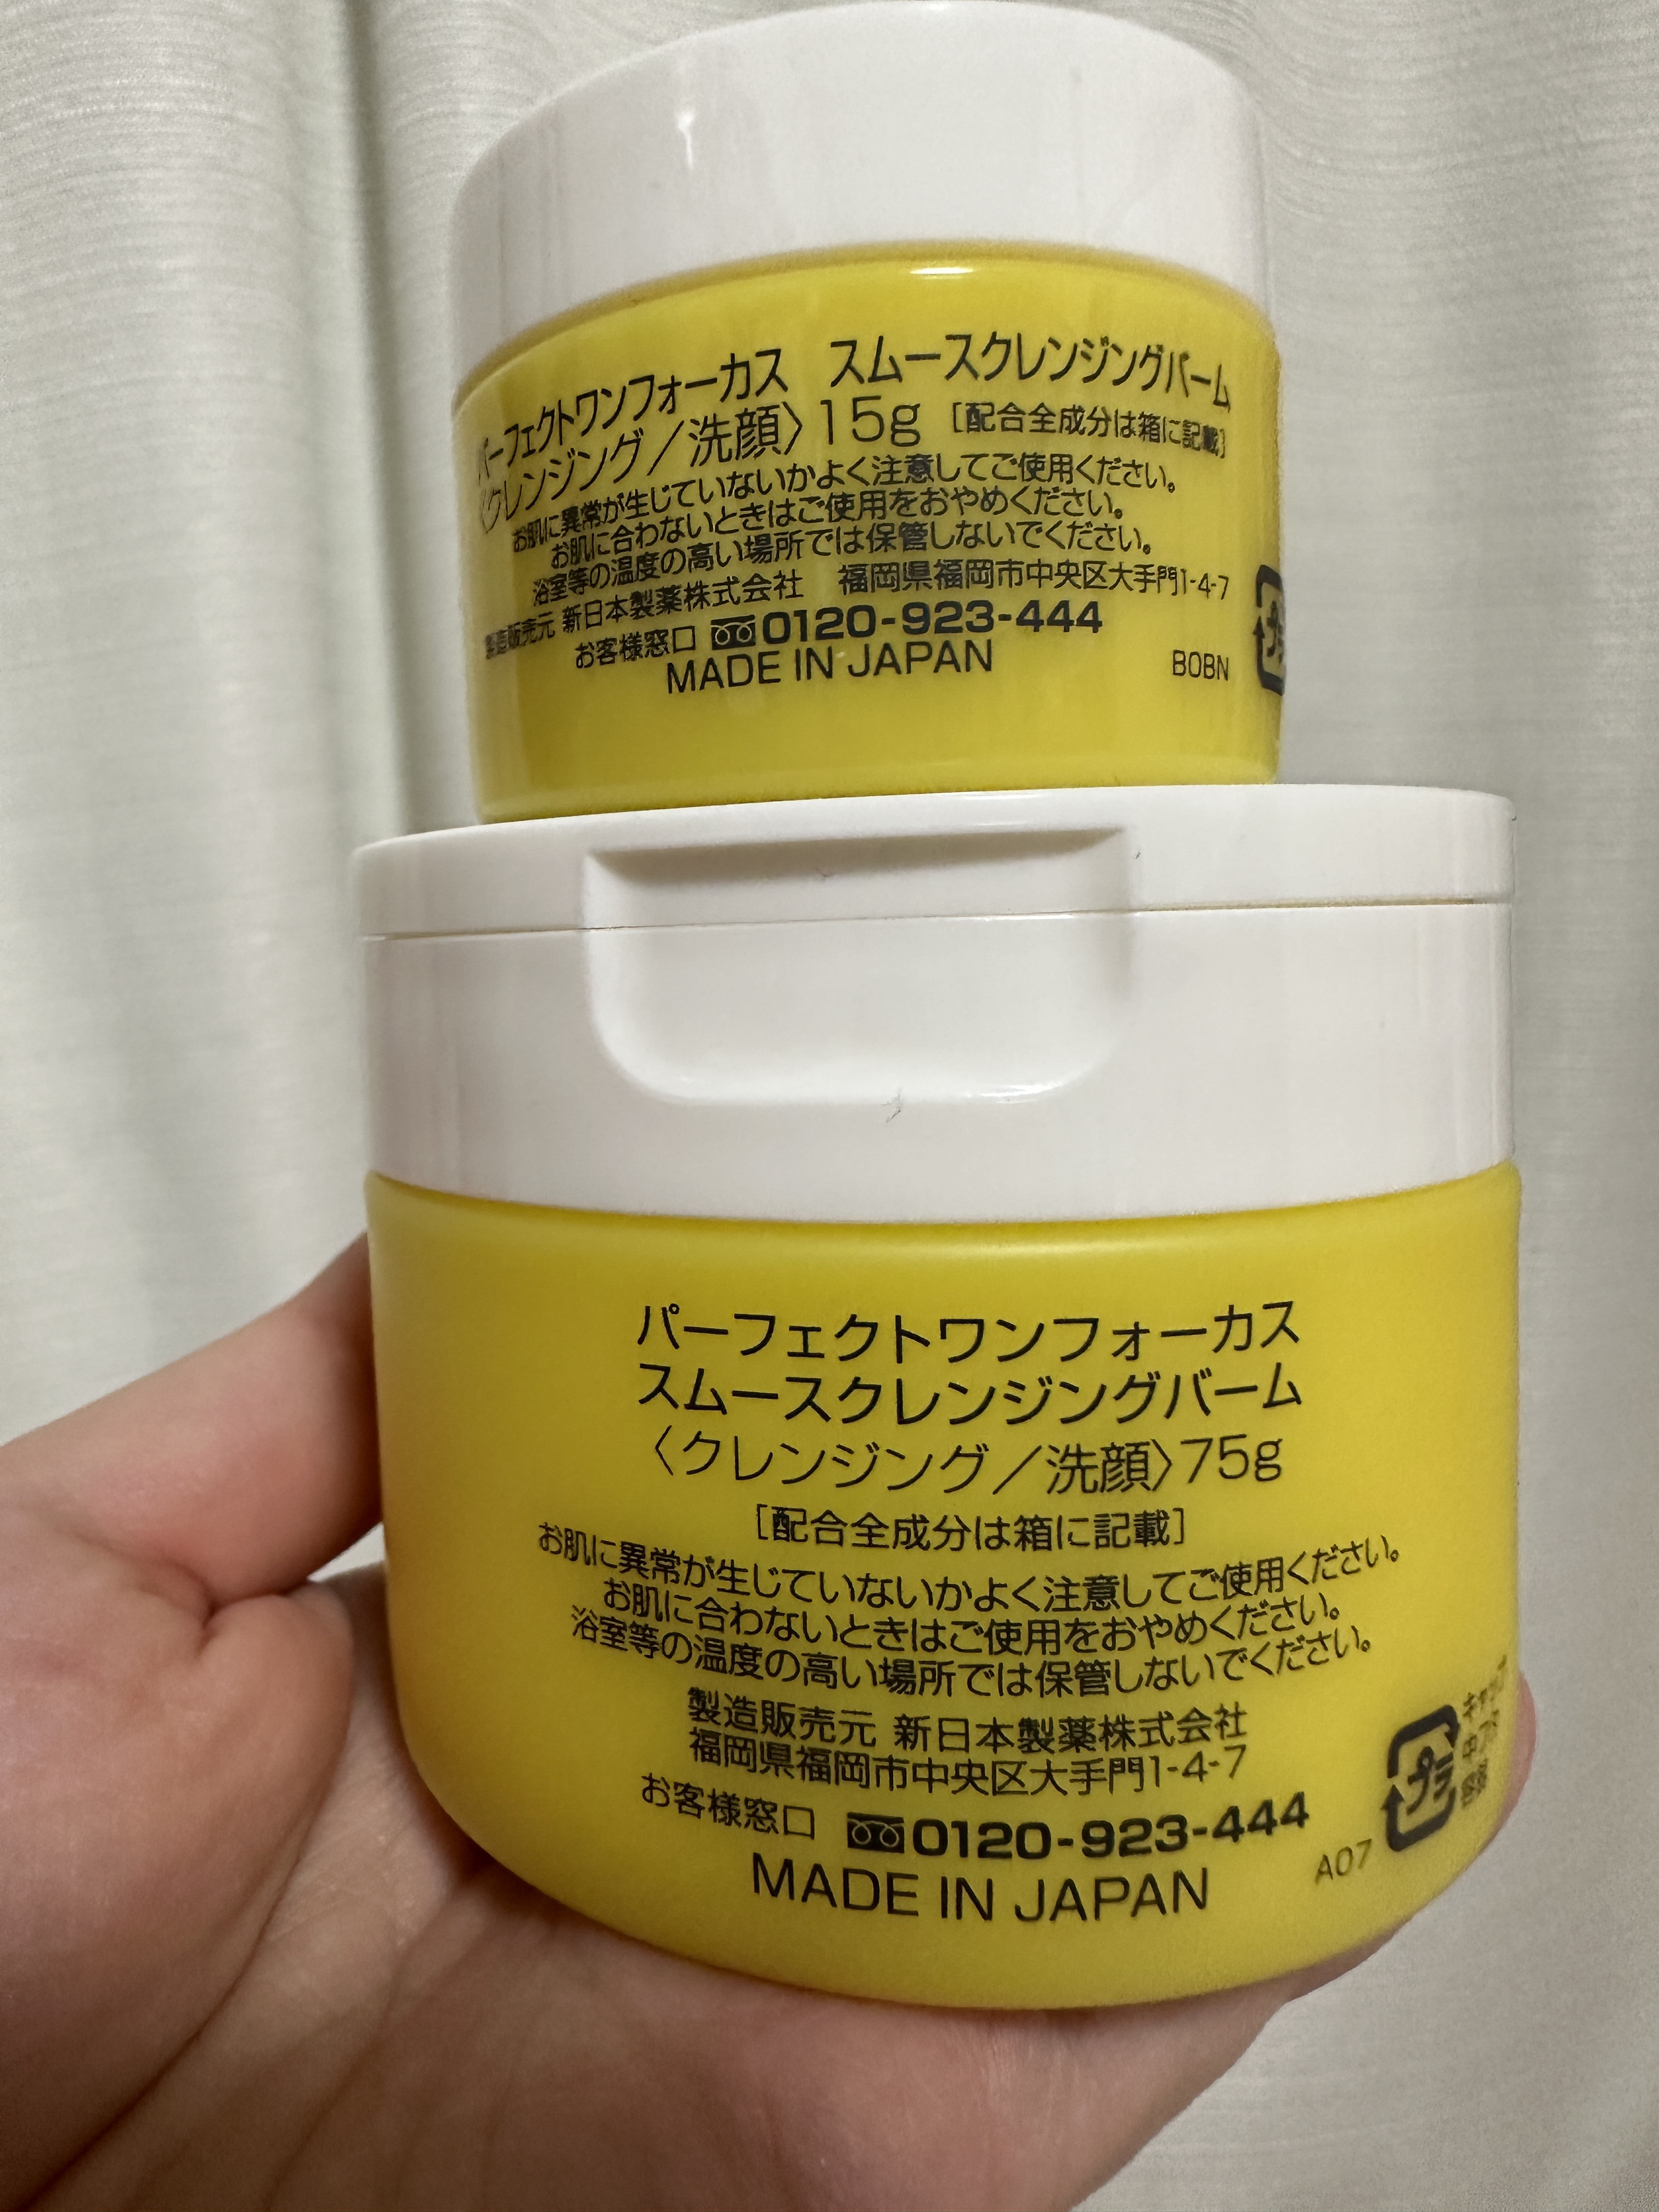 パーフェクトワンフォーカス スムースクレンジングバーム
〈クレンジング／洗顔〉15g [配合全成分は箱に記載]
お肌に異常が生じていないかよく注意してご使用ください。
お肌に合わないときはご使用をおやめください。
浴室等の温度の高い場所では保管しないでください。
製造販売元 新日本製薬株式会社 福岡県福岡市中央区大手門1-4-7
お客様窓口 0120-923-444
MADE IN JAPAN
BOBN
プラ
パーフェクトワンフォーカス
スムースクレンジングバーム
〈クレンジング／洗顔〉75g
[配合全成分は箱に記載]
お肌に異常が生じていないかよく注意してご使用ください。
お肌に合わないときはご使用をおやめください。
浴室等の温度の高い場所では保管しないでください。
製造販売元 新日本製薬株式会社
福岡県福岡市中央区大手門1-4-7
お客様窓口 0120-923-444
MADE IN JAPAN
A07
プラ